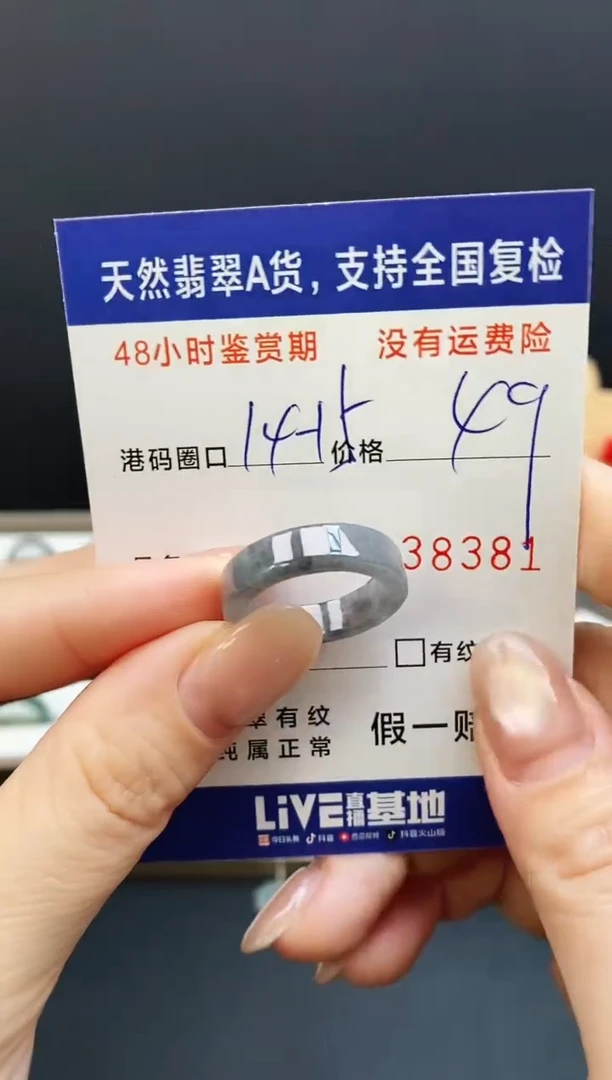 天然翡翠A货，支持全国复检
48小时鉴赏期 没有运费险
港码圈口 14-15 价格 49
38381
□有纹
有纹
纯属正常 假一赔
LiVE直播基地
今日头条 抖音 西瓜视频 抖音火山版